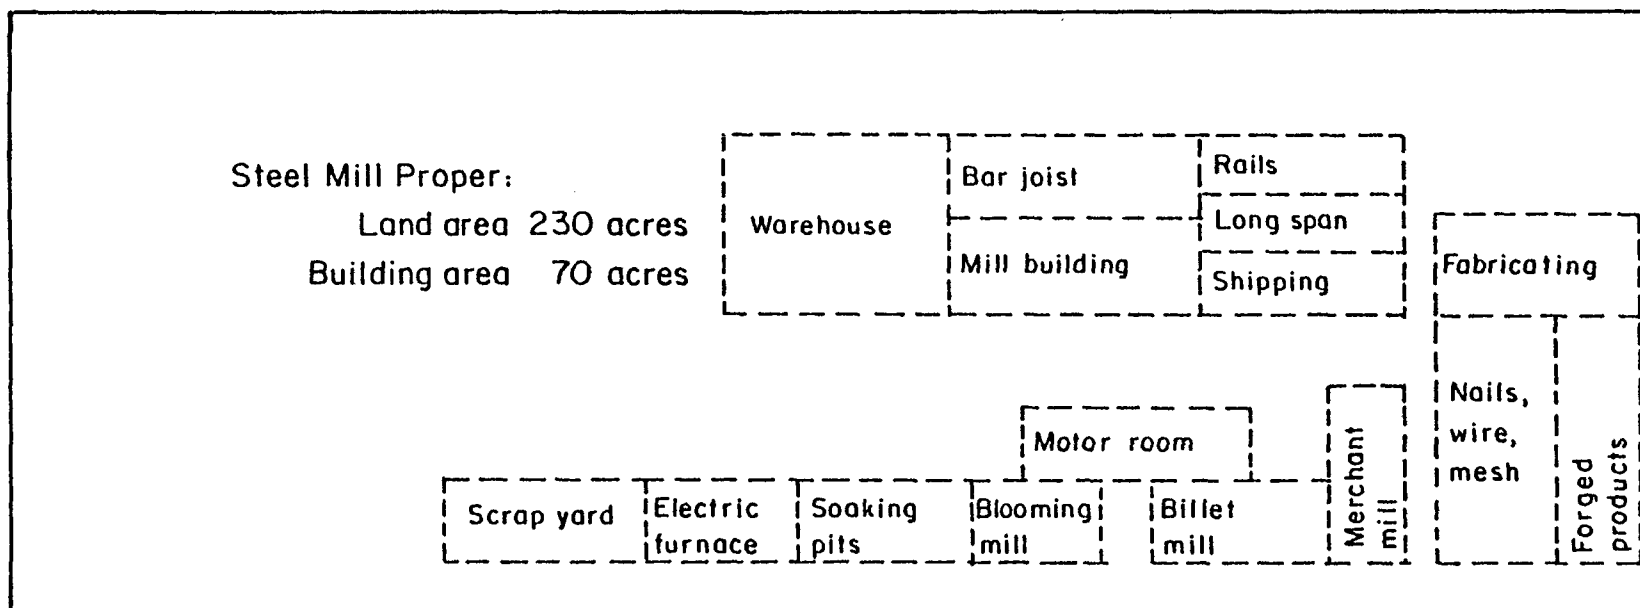 Steel Mill Proper:
Land area 230 acres
Building area 70 acres
Warehouse
Bar joist
Mill building
Rails
Long span
Shipping
Fabricating
Nails,
wire,
mesh
Forged
products
Motor room
Scrap yard
Electric
furnace
Soaking
pits
Blooming
mill
Billet
mill
Merchant
mill